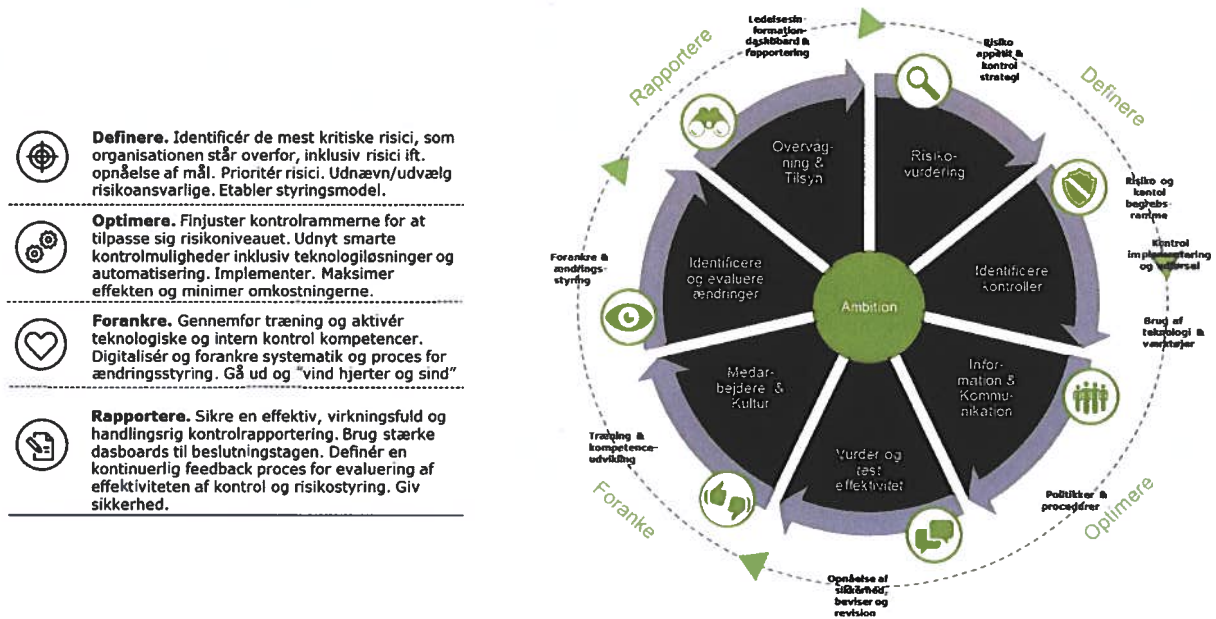 Definere. Identificér de mest kritiske risici, som
organisationen står overfor, inklusiv risici ift.
opnåelse af mål. Prioritér risici. Udnævn/udvælg
risikoansvarlige. Etabler styringsmodel.
Optimere. Finjuster kontrolrammerne for at
tilpasse sig risikoniveauet. Udnyt smarte
kontrolmuligheder inklusiv teknologiløsninger og
automatisering. Implementer. Maksimer
effekten og minimer omkostningerne.
Forankre. Gennemfør træning og aktivér
teknologiske og intern kontrol kompetencer.
Digitalisér og forankre systematik og proces for
ændringsstyring. Gå ud og "vind hjerter og sind"
Rapportere. Sikre en effektiv, virkningsfuld og
handlingsrig kontrolrapportering. Brug stærke
dasboards til beslutningstagen. Definér en
kontinuerlig feedback proces for evaluering af
effektiviteten af kontrol og risikostyring. Giv
sikkerhed.
Rapportere
Ledelsesin-
formation-
dashboard &
rapportering
Risiko
appetit &
kontrol
strategi
Definere
Risiko og
kontol
begrebs-
ramme
Kontrol
implementering
og udførsel
Brug af
teknologi &
værktøjer
Politikker &
procedurer
Optimere
Opnåelse af
sikkerhed,
beviser og
revision
Foranke
Træning &
kompetence-
udvikling
Forankre &
ændrings-
styring
Overvåg-
ning &
Tilsyn
Risiko-
vurdering
Identificere
kontroller
Infor-
mation &
Kommu-
nikation
Vurder og
test
effektivitet
Medar-
bejdere &
Kultur
Identificere
og evaluere
ændringer
Ambition